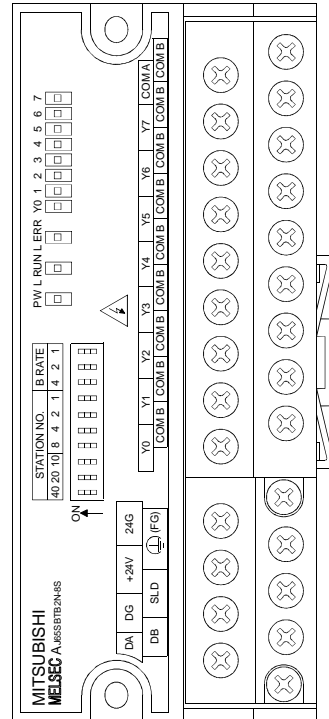 MITSUBISHI
MELSEC AJ65SBTB2N-8S
PW L RUN L ERR Y0 1 2 3 4 5 6 7
STATION NO. B RATE
40 20 10 8 4 2 1 4 2 1
ON
DA DG +24V 24G
DB SLD (FG)
Y0 Y1 Y2 Y3 Y4 Y5 Y6 Y7 COM A
COM B COM B COM B COM B COM B COM B COM B COM B COM B